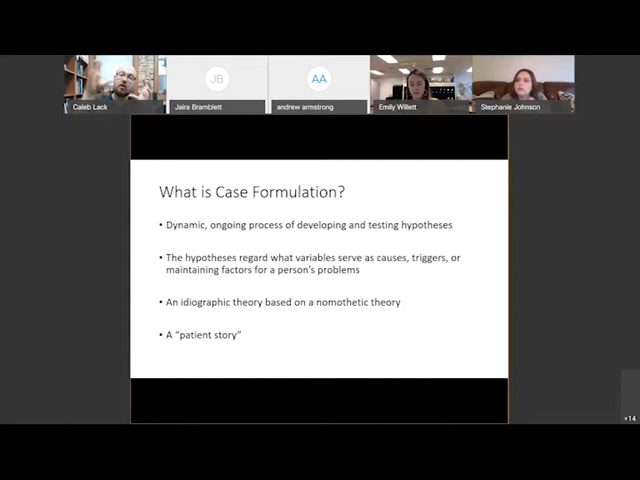 JB
AA
Caleb Lack
Jaira Bramblett
andrew armstrong
Emily Willett
Stephanie Johnson
What is Case Formulation?
• Dynamic, ongoing process of developing and testing hypotheses
• The hypotheses regard what variables serve as causes, triggers, or
maintaining factors for a person's problems
• An idiographic theory based on a nomothetic theory
• A “patient story”
+14